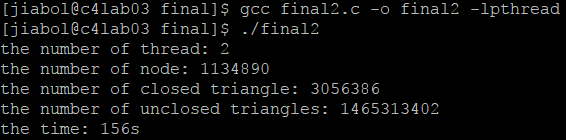 [jiabol@c4lab03 final]$ gcc final2.c -o final2 -lpthread
[jiabol@c4lab03 final]$ ./final2
the number of thread: 2
the number of node: 1134890
the number of closed triangle: 3056386
the number of unclosed triangles: 1465313402
the time: 156s